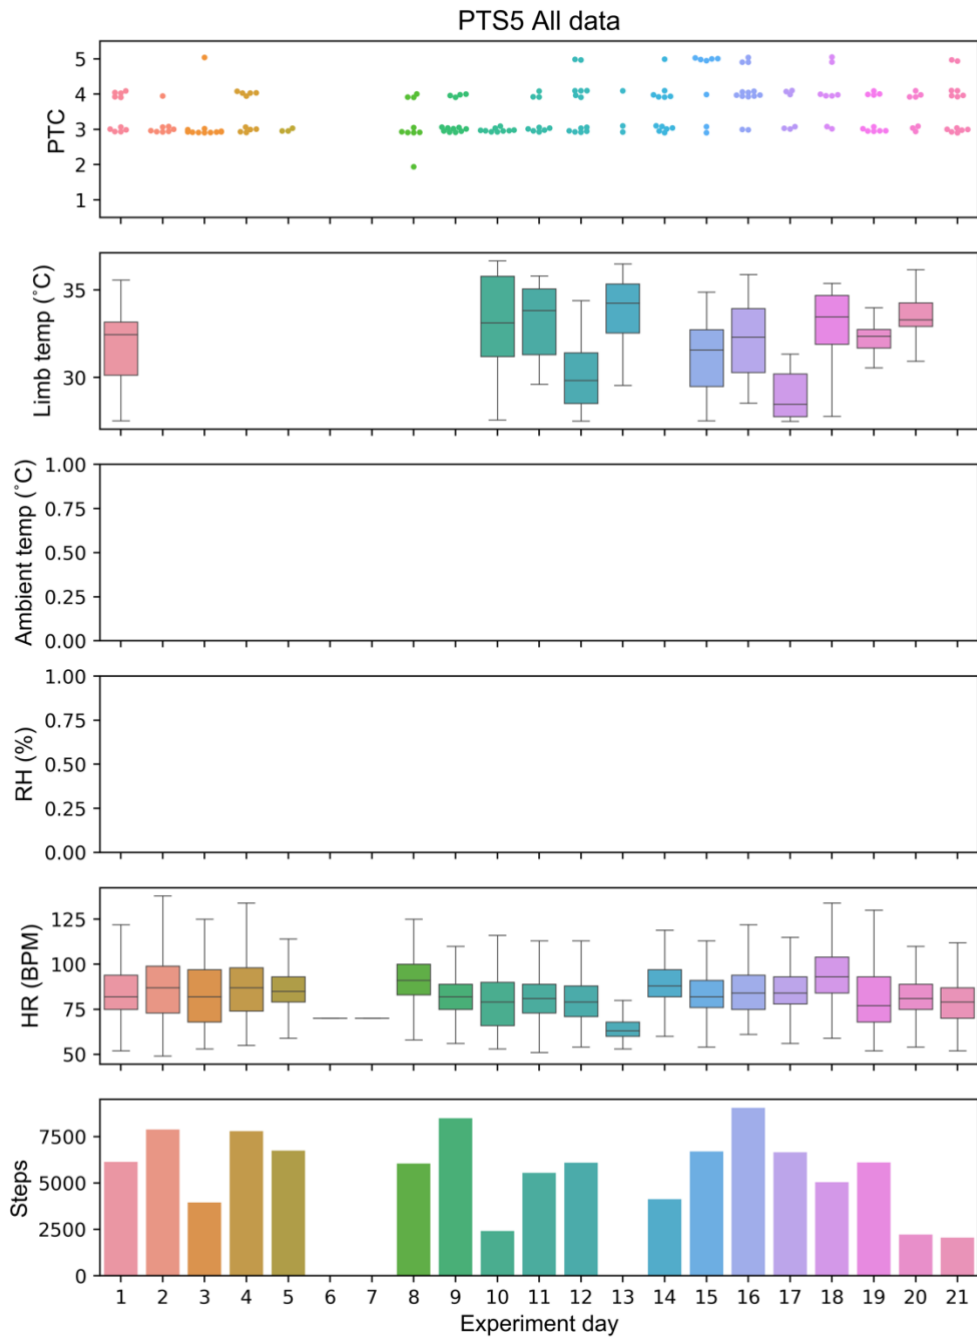 PTS5 All data
PTC
5
4
3
2
1
Limb temp (˚C)
35
30
Ambient temp (˚C)
1.00
0.75
0.50
0.25
0.00
RH (%)
1.00
0.75
0.50
0.25
0.00
HR (BPM)
125
100
75
50
Steps
7500
5000
2500
0
1 2 3 4 5 6 7 8 9 10 11 12 13 14 15 16 17 18 19 20 21
Experiment day